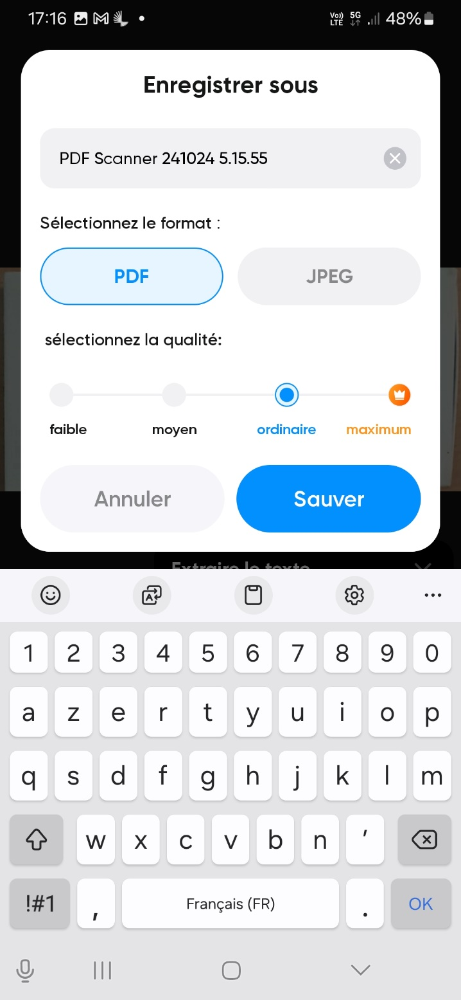 17:16 Vo)) LTE 5G 48%
Enregistrer sous
PDF Scanner 241024 5.15.55
Sélectionnez le format :
PDF JPEG
sélectionnez la qualité:
faible moyen ordinaire maximum
Annuler Sauver
Extraire le texte
1 2 3 4 5 6 7 8 9 0
a z e r t y u i o p
q s d f g h j k l m
w x c v b n '
!#1 , Français (FR) . OK